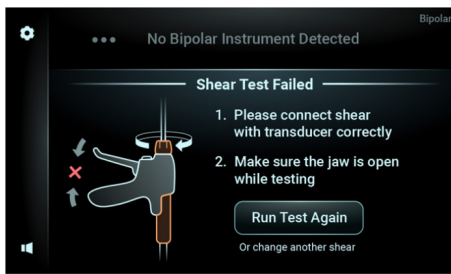 Bipolar
No Bipolar Instrument Detected
Shear Test Failed
1. Please connect shear
with transducer correctly
2. Make sure the jaw is open
while testing
Run Test Again
Or change another shear